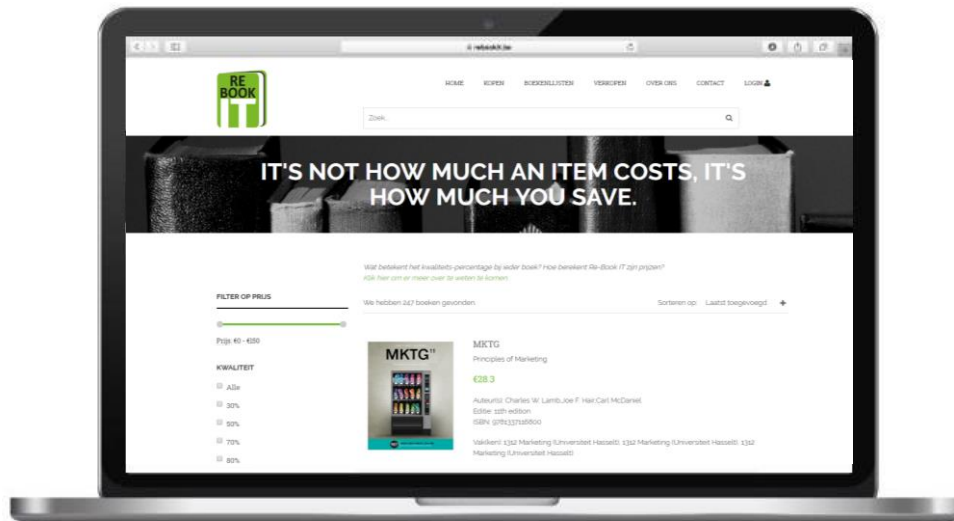 rebookit.be
RE
BOOK
IT
HOME KOPEN BOEKENLIJSTEN VERKOPEN OVER ONS CONTACT LOGIN
Zoek..
IT'S NOT HOW MUCH AN ITEM COSTS, IT'S
HOW MUCH YOU SAVE.
Wat betekent het kwaliteits-percentage bij ieder boek? Hoe berekent Re-Book IT zijn prijzen?
Klik hier om er meer over te weten te komen.
FILTER OP PRIJS
We hebben 247 boeken gevonden.
Sorteren op: Laatst toegevoegd +
Prijs: €0 - €150
KWALITEIT
Alle
30%
50%
70%
80%
MKTG
MKTG
Principles of Marketing
€28.3
Auteur(s): Charles W. Lamb,Joe F. Hair,Carl McDaniel
Editie: 11th edition
ISBN: 9781337116800
Vak(ken): 1312 Marketing (Universiteit Hasselt), 1312 Marketing (Universiteit Hasselt), 1312
Marketing (Universiteit Hasselt)